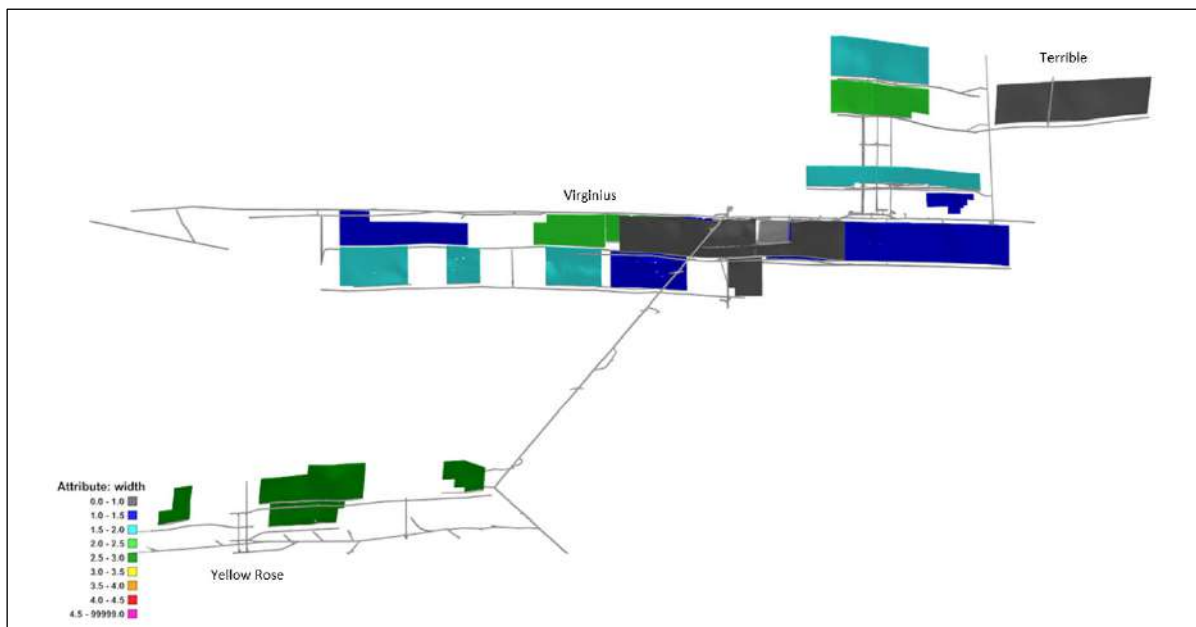 Terrible
Virginius
Attribute: width
0.0 - 1.0
1.0 - 1.5
1.5 - 2.0
2.0 - 2.5
2.5 - 3.0
3.0 - 3.5
3.5 - 4.0
4.0 - 4.5
4.5 - 99999.0
Yellow Rose